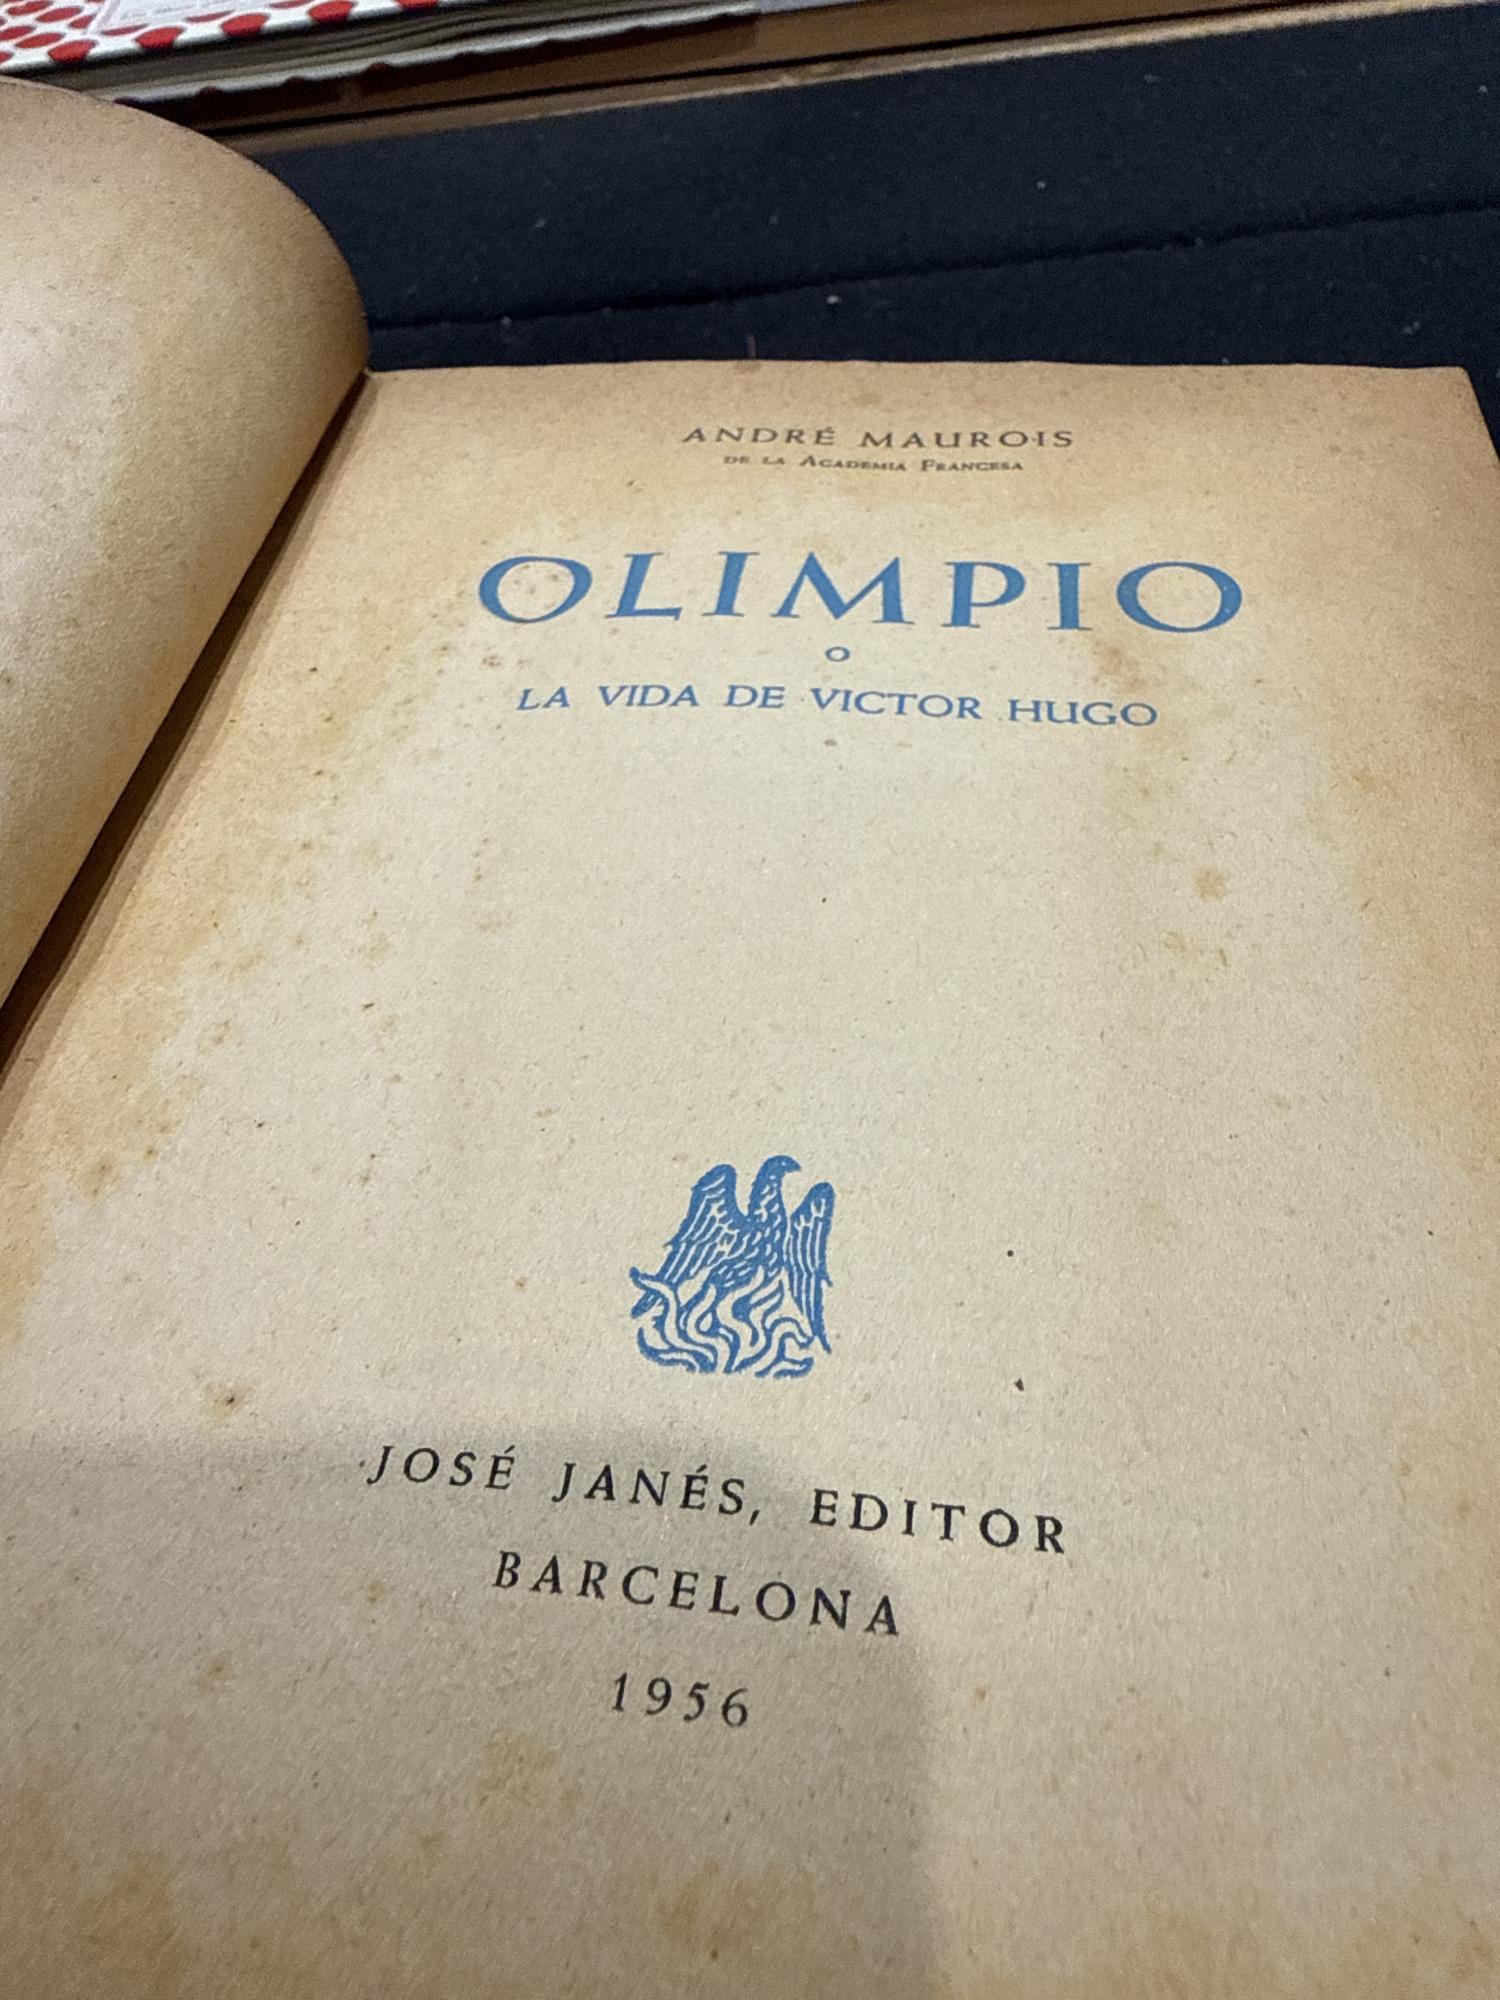 ANDRÉ MAUROIS
DE LA ACADEMIA FRANCESA
OLIMPIO
O
LA VIDA DE VICTOR HUGO
JOSÉ JANÉS, EDITOR
BARCELONA
1956